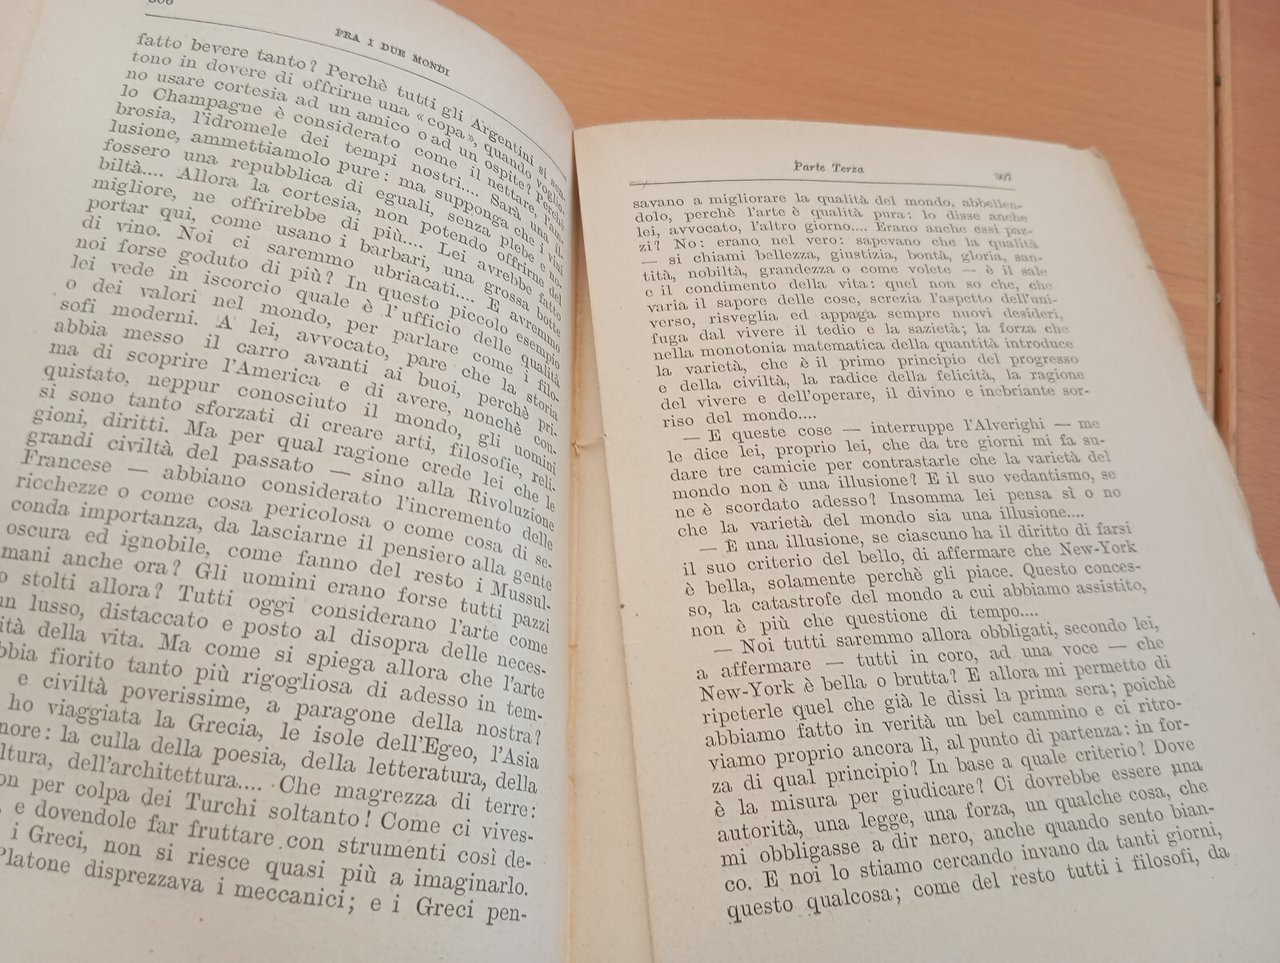 306
FRA I DUE MONDI
fatto bevere tanto? Perchè tutti gli Argentini si sen-
tono in dovere di offrirne una «copa», quando voglio-
no usare cortesia ad un amico o ad un ospite? Perchè
lo Champagne è considerato come il nettare, l'am-
brosia, l'idromele dei tempi nostri.... Sarà una il-
lusione, ammettiamolo pure: ma supponga che i vini
fossero una repubblica di eguali, senza plebe e no-
biltà.... Allora la cortesia, non potendo offrirne del
migliore, ne offrirebbe di più.... Lei avrebbe fatto
portar qui, come usano i barbari, una grossa botte
di vino. Noi ci saremmo ubriacati.... E avremmo
noi forse goduto di più? In questo piccolo esempio
lei vede in iscorcio quale è l'ufficio delle qualità
o dei valori nel mondo, per parlare come i filo-
sofi moderni. A lei, avvocato, pare che la storia
abbia messo il carro avanti ai buoi, perchè pri-
ma di scoprire l'America e di avere, nonchè con-
quistato, neppur conosciuto il mondo, gli uomini
si sono tanto sforzati di creare arti, filosofie, reli-
gioni, diritti. Ma per qual ragione crede lei che le
grandi civiltà del passato — sino alla Rivoluzione
Francese — abbiano considerato l'incremento delle
ricchezze o come cosa pericolosa o come cosa di se-
conda importanza, da lasciarne il pensiero alla gente
oscura ed ignobile, come fanno del resto i Mussul-
mani anche ora? Gli uomini erano forse tutti pazzi
o stolti allora? Tutti oggi considerano l'arte come
un lusso, distaccato e posto al disopra delle neces-
ità della vita. Ma come si spiega allora che l'arte
bbia fiorito tanto più rigogliosa di adesso in tem-
e civiltà poverissime, a paragone della nostra?
ho viaggiata la Grecia, le isole dell'Egeo, l'Asia
nore: la culla della poesia, della letteratura, della
ltura, dell'architettura.... Che magrezza di terre:
on per colpa dei Turchi soltanto! Come ci vives-
, e dovendole far fruttare con strumenti così de-
i Greci, non si riesce quasi più a imaginarlo.
Platone disprezzava i meccanici; e i Greci pen-
Parte Terza
307
savano a migliorare la qualità del mondo, abbellen-
dolo, perchè l'arte è qualità pura: lo disse anche
lei, avvocato, l'altro giorno.... Erano anche essi paz-
zi? No: erano nel vero: sapevano che la qualità
— si chiami bellezza, giustizia, bontà, gloria, san-
tità, nobiltà, grandezza o come volete — è il sale
e il condimento della vita: quel non so che, che
varia il sapore delle cose, screzia l'aspetto dell'uni-
verso, risveglia ed appaga sempre nuovi desideri,
fuga dal vivere il tedio e la sazietà; la forza che
nella monotonia matematica della quantità introduce
la varietà, che è il primo principio del progresso
e della civiltà, la radice della felicità, la ragione
del vivere e dell'operare, il divino e inebriante sor-
riso del mondo....
— E queste cose — interruppe l'Alverighi — me
le dice lei, proprio lei, che da tre giorni mi fa su-
dare tre camicie per contrastarle che la varietà del
mondo non è una illusione? E il suo vedantismo, se
ne è scordato adesso? Insomma lei pensa sì o no
che la varietà del mondo sia una illusione....
— È una illusione, se ciascuno ha il diritto di farsi
il suo criterio del bello, di affermare che New-York
è bella, solamente perchè gli piace. Questo conces-
so, la catastrofe del mondo a cui abbiamo assistito,
non è più che questione di tempo....
— Noi tutti saremmo allora obbligati, secondo lei,
a affermare — tutti in coro, ad una voce — che
New-York è bella o brutta? E allora mi permetto di
ripeterle quel che già le dissi la prima sera; poichè
abbiamo fatto in verità un bel cammino e ci ritro-
viamo proprio ancora lì, al punto di partenza: in for-
za di qual principio? In base a quale criterio? Dove
è la misura per giudicare? Ci dovrebbe essere una
autorità, una legge, una forza, un qualche cosa, che
mi obbligasse a dir nero, anche quando sento bian-
co. E noi lo stiamo cercando invano da tanti giorni,
questo qualcosa; come del resto tutti i filosofi, da